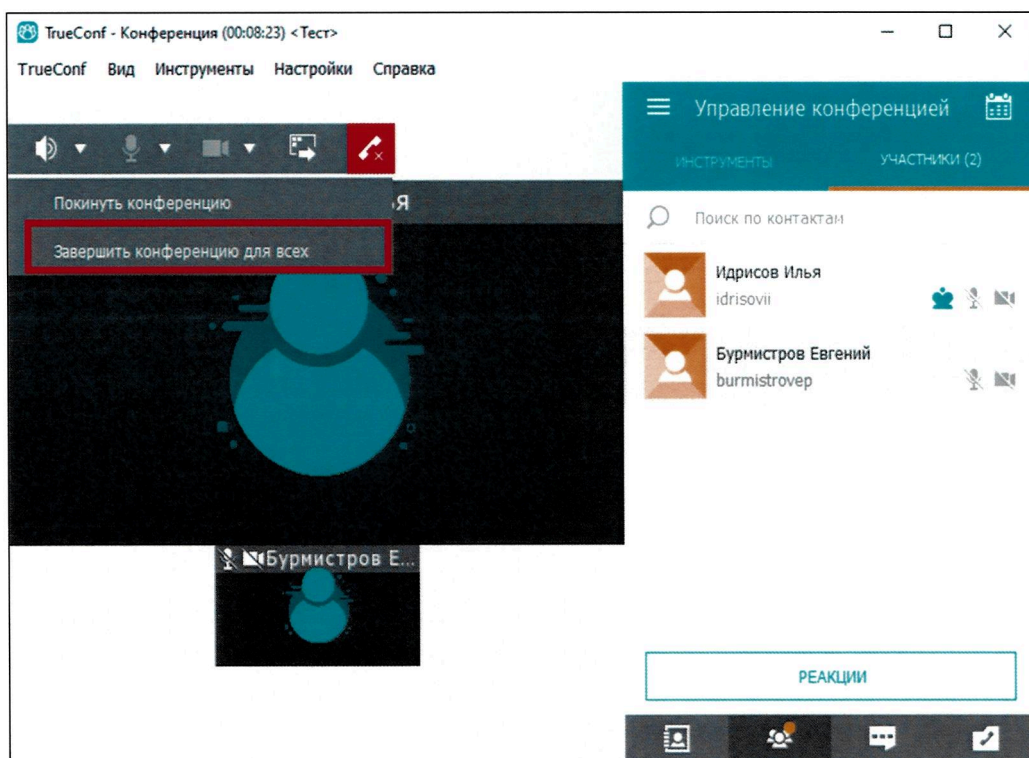 TrueConf - Конференция (00:08:23) <Тест>
TrueConf Вид Инструменты Настройки Справка
Управление конференцией
ИНСТРУМЕНТЫ УЧАСТНИКИ (2)
Покинуть конференцию
ья
Завершить конференцию для всех
Поиск по контактам
Идрисов Илья
idrisovii
Бурмистров Евгений
burmistrovep
Бурмистров Е...
РЕАКЦИИ